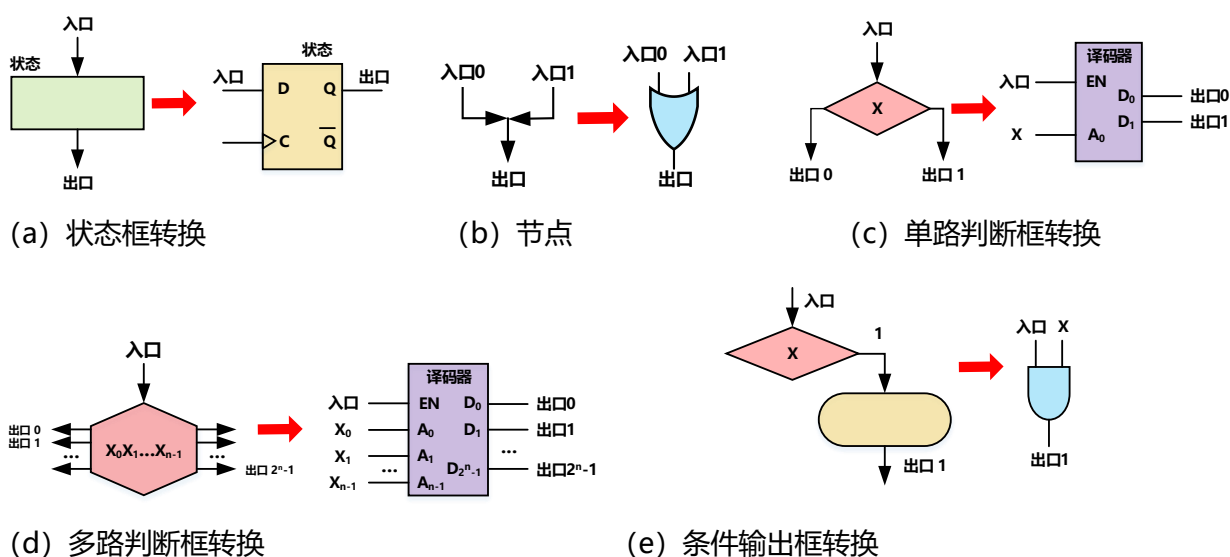 入口
状态
出口
状态
入口
D
Q
出口
C
Q
(a) 状态框转换
入口0
入口1
出口
入口0
入口1
出口
(b) 节点
入口
X
出口 0
出口 1
译码器
入口
EN
D0
出口0
D1
出口1
X
A0
(c) 单路判断框转换
入口
出口 0
出口 1
...
X0X1...Xn-1
...
出口 2ⁿ-1
译码器
入口
EN
D0
出口0
X0
A0
D1
出口1
X1
A1
...
...
D2ⁿ-1
出口2ⁿ-1
Xn-1
An-1
(d) 多路判断框转换
入口
X
1
出口 1
入口
X
出口1
(e) 条件输出框转换